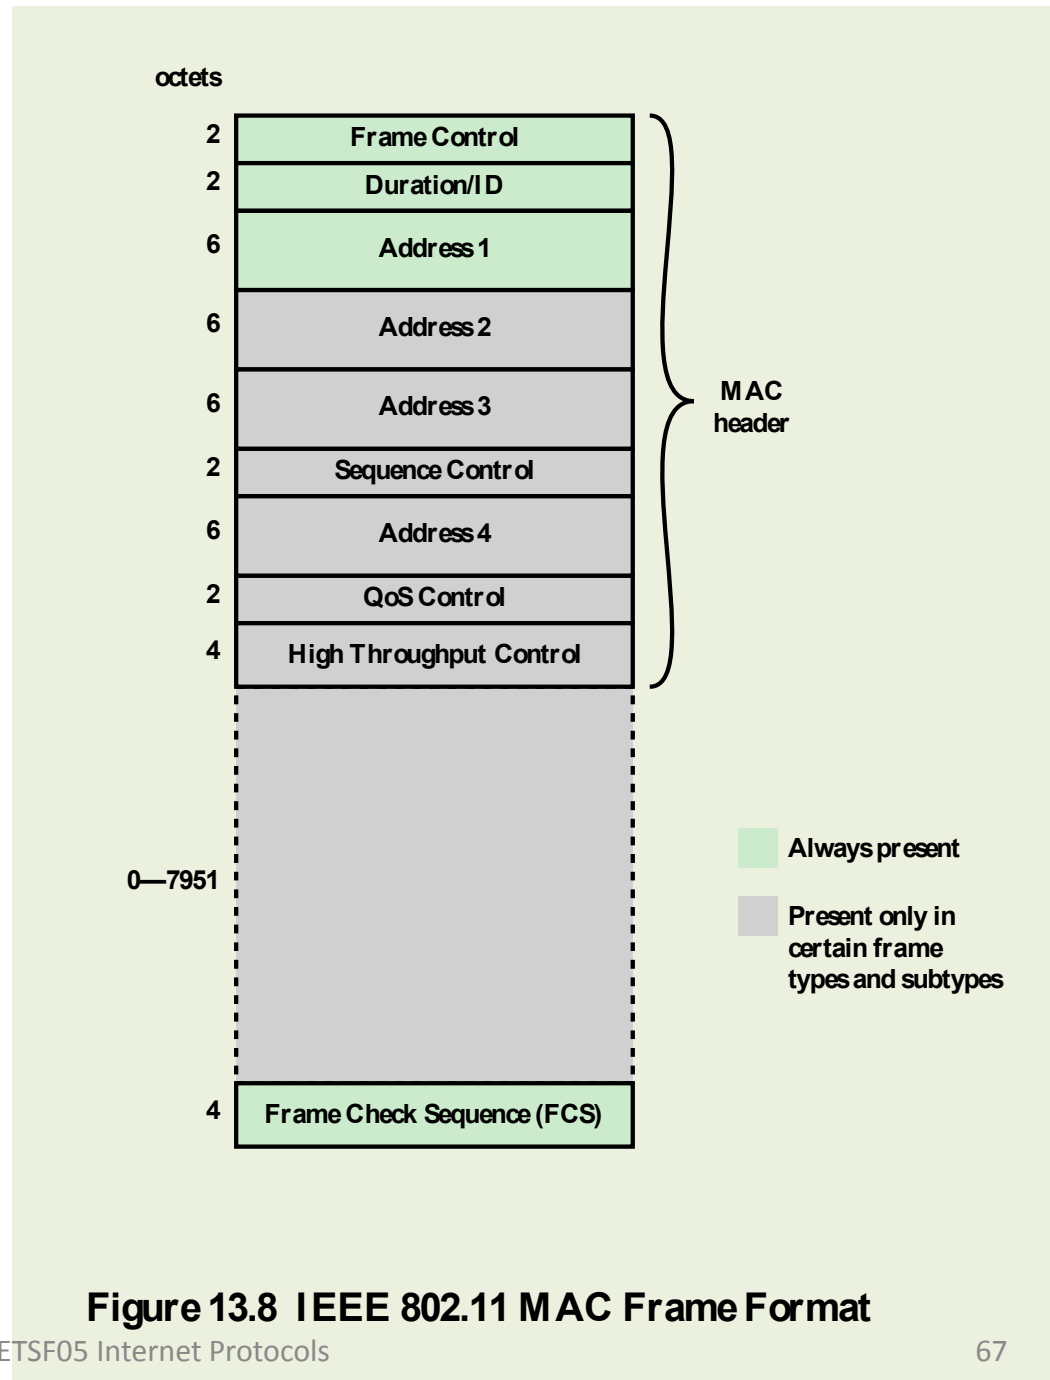 octets
2 Frame Control
2 Duration/ID
6 Address 1
6 Address 2
6 Address 3
MAC
header
2 Sequence Control
6 Address 4
2 QoS Control
4 High Throughput Control
0—7951
Always present
Present only in
certain frame
types and subtypes
4 Frame Check Sequence (FCS)
Figure 13.8 IEEE 802.11 MAC Frame Format
ETSF05 Internet Protocols
67